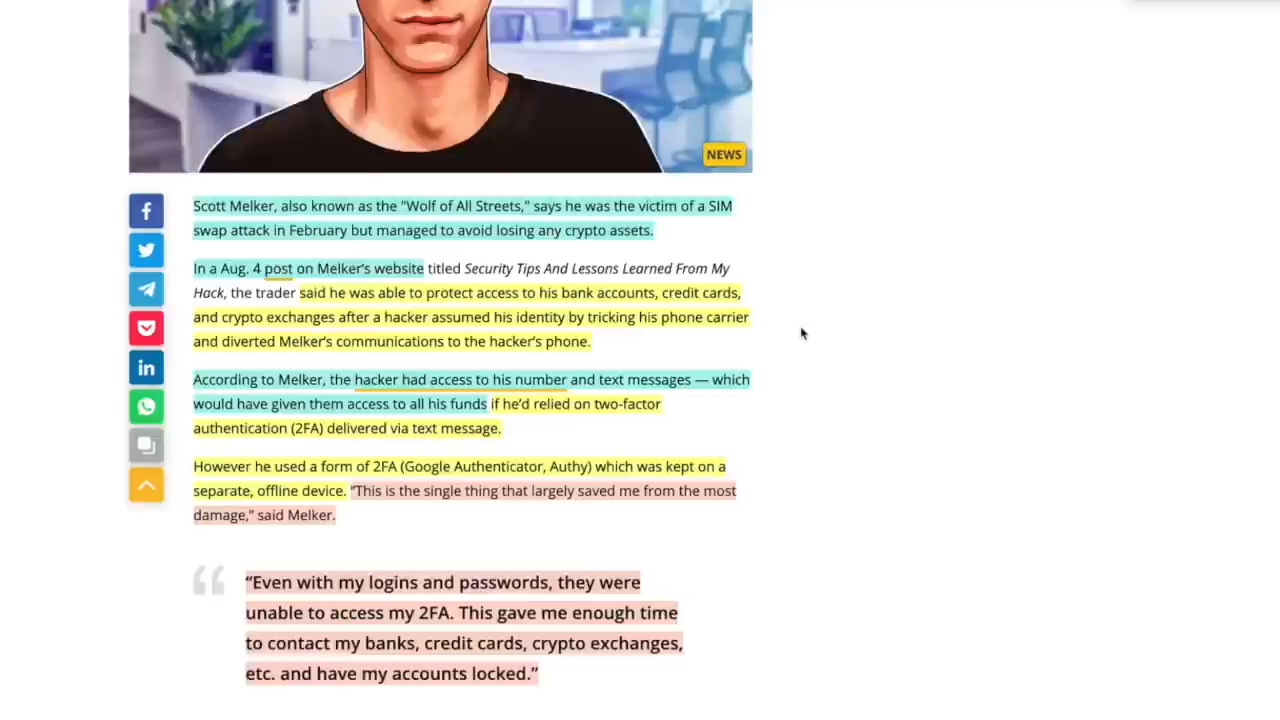 NEWS
Scott Melker, also known as the "Wolf of All Streets," says he was the victim of a SIM
swap attack in February but managed to avoid losing any crypto assets.
In a Aug. 4 post on Melker’s website titled Security Tips And Lessons Learned From My
Hack, the trader said he was able to protect access to his bank accounts, credit cards,
and crypto exchanges after a hacker assumed his identity by tricking his phone carrier
and diverted Melker’s communications to the hacker’s phone.
According to Melker, the hacker had access to his number and text messages — which
would have given them access to all his funds if he’d relied on two-factor
authentication (2FA) delivered via text message.
However he used a form of 2FA (Google Authenticator, Authy) which was kept on a
separate, offline device. “This is the single thing that largely saved me from the most
damage,” said Melker.
“Even with my logins and passwords, they were
unable to access my 2FA. This gave me enough time
to contact my banks, credit cards, crypto exchanges,
etc. and have my accounts locked.”